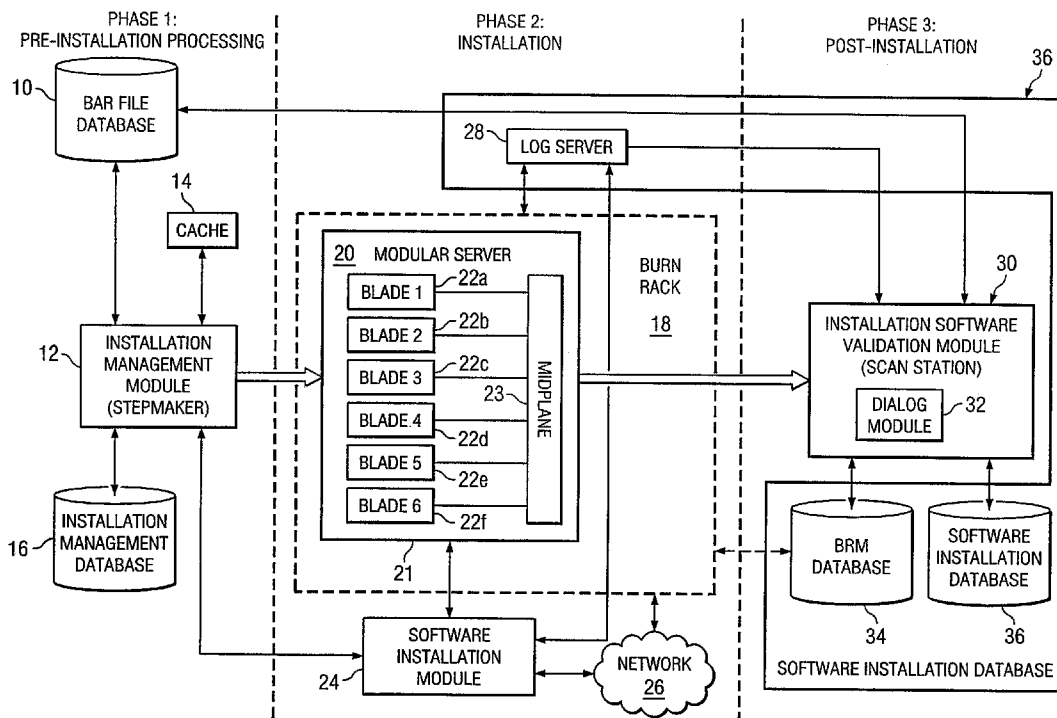 PHASE 1:
PRE-INSTALLATION PROCESSING
PHASE 2:
INSTALLATION
PHASE 3:
POST-INSTALLATION
36
10
BAR FILE
DATABASE
28
LOG SERVER
14
CACHE
20
MODULAR SERVER
BLADE 1
22a
BLADE 2
22b
BLADE 3
22c
BLADE 4
22d
BLADE 5
22e
BLADE 6
22f
23
MIDPLANE
21
BURN
RACK
18
12
INSTALLATION
MANAGEMENT
MODULE
(STEPMAKER)
30
INSTALLATION SOFTWARE
VALIDATION MODULE
(SCAN STATION)
DIALOG
MODULE
32
16
INSTALLATION
MANAGEMENT
DATABASE
BRM
DATABASE
34
SOFTWARE
INSTALLATION
DATABASE
36
24
SOFTWARE
INSTALLATION
MODULE
NETWORK
26
SOFTWARE INSTALLATION DATABASE